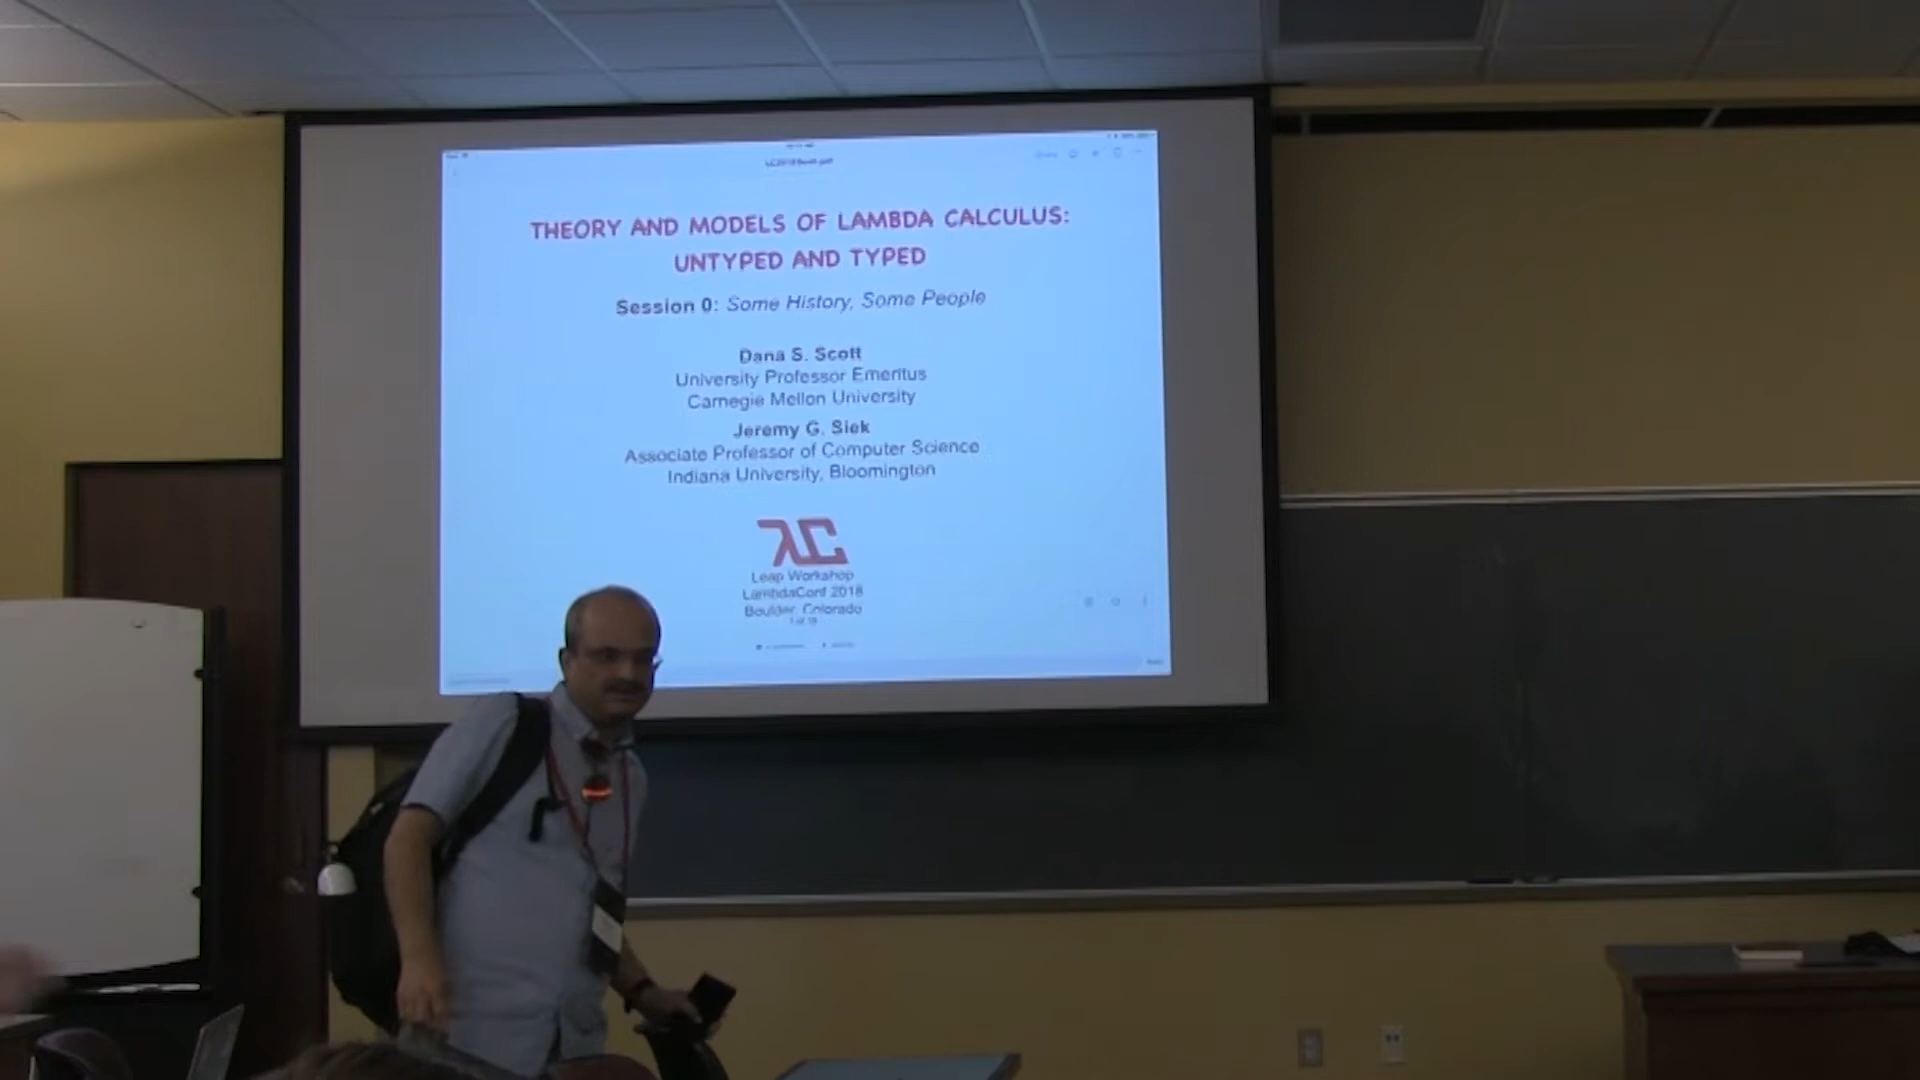 LC2018Scott.pdf
THEORY AND MODELS OF LAMBDA CALCULUS:
UNTYPED AND TYPED
Session 0: Some History, Some People
Dana S. Scott
University Professor Emeritus
Carnegie Mellon University
Jeremy G. Siek
Associate Professor of Computer Science
Indiana University, Bloomington
λC
Leap Workshop
LambdaConf 2018
Boulder, Colorado